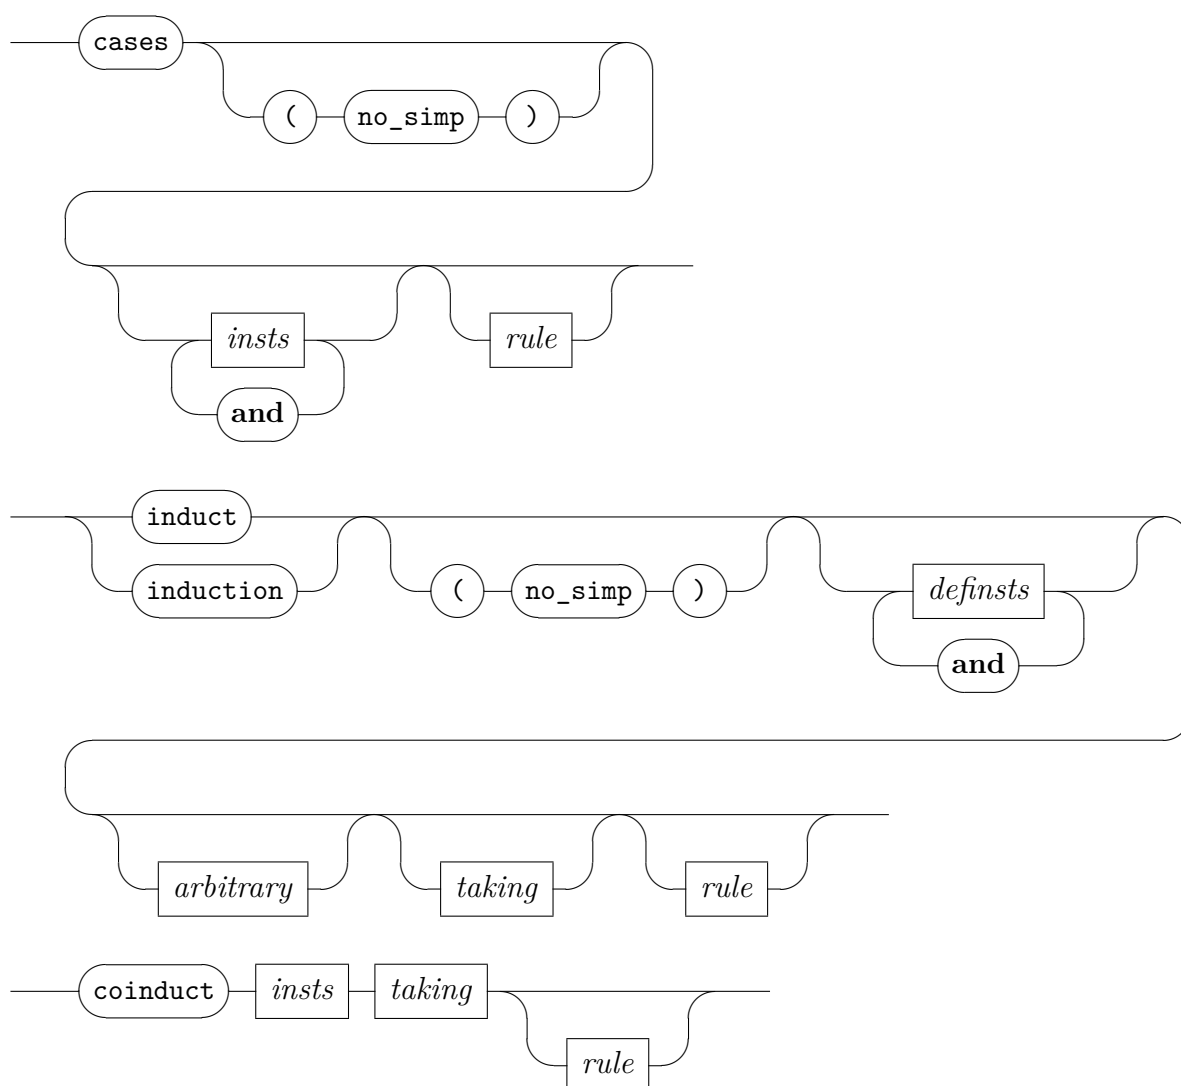 cases
( no_simp )
insts rule
and
induct
induction ( no_simp ) definsts
and
arbitrary taking rule
coinduct insts taking
rule